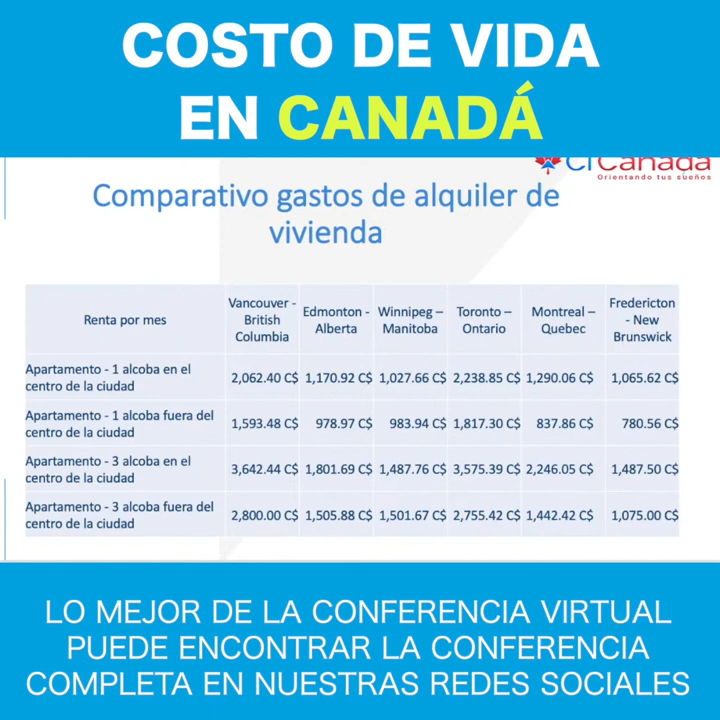 COSTO DE VIDA
EN CANADÁ
CI Canada
Orientando tus sueños
Comparativo gastos de alquiler de
vivienda
Renta por mes
Vancouver -
British
Columbia
Edmonton -
Alberta
Winnipeg –
Manitoba
Toronto –
Ontario
Montreal –
Quebec
Fredericton
- New
Brunswick
Apartamento - 1 alcoba en el
centro de la ciudad
2,062.40 C$ 1,170.92 C$ 1,027.66 C$ 2,238.85 C$ 1,290.06 C$ 1,065.62 C$
Apartamento - 1 alcoba fuera del
centro de la ciudad
1,593.48 C$ 978.97 C$ 983.94 C$ 1,817.30 C$ 837.86 C$ 780.56 C$
Apartamento - 3 alcoba en el
centro de la ciudad
3,642.44 C$ 1,801.69 C$ 1,487.76 C$ 3,575.39 C$ 2,246.05 C$ 1,487.50 C$
Apartamento - 3 alcoba fuera del
centro de la ciudad
2,800.00 C$ 1,505.88 C$ 1,501.67 C$ 2,755.42 C$ 1,442.42 C$ 1,075.00 C$
LO MEJOR DE LA CONFERENCIA VIRTUAL
PUEDE ENCONTRAR LA CONFERENCIA
COMPLETA EN NUESTRAS REDES SOCIALES